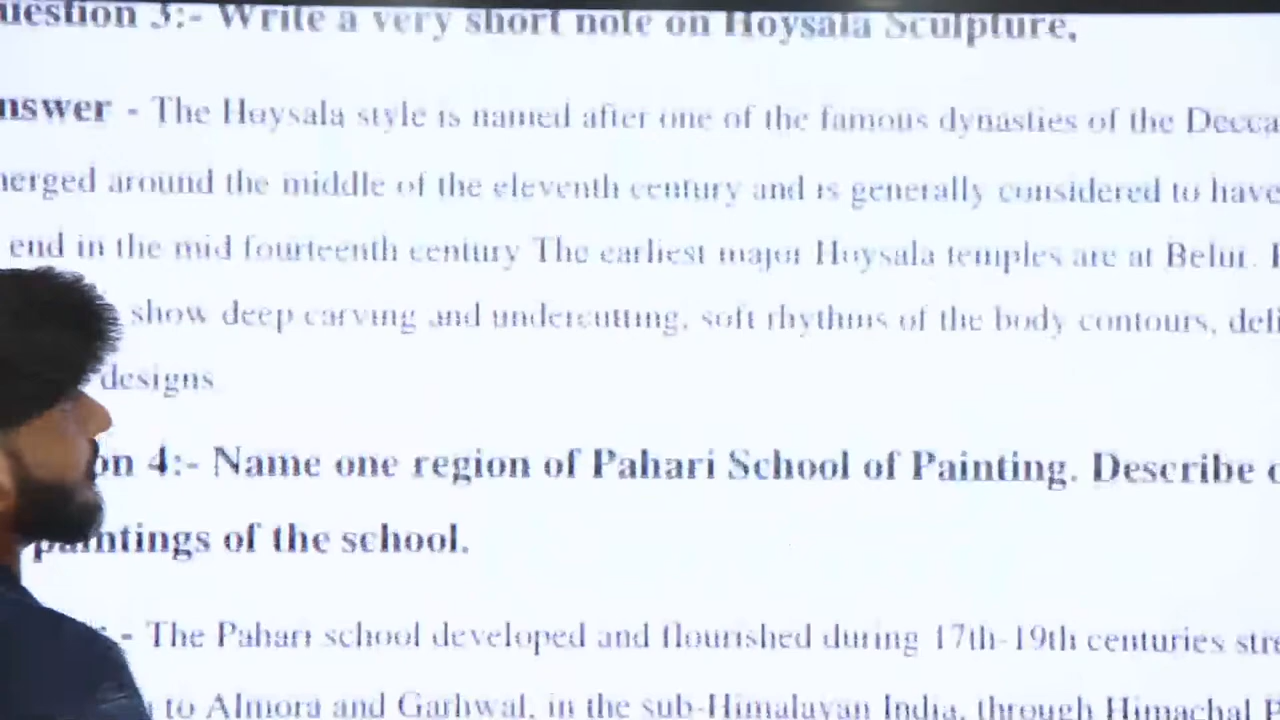 uestion 3:- Write a very short note on Hoysala Sculpture,
nswer - The Hoysala style is named after one of the famous dynasties of the Decca
merged around the middle of the eleventh century and is generally considered to have
end in the mid fourteenth century The earliest major Hoysala temples are at Belur.
show deep carving and undercutting, soft rhythms of the body contours, deli
designs
on 4:- Name one region of Pahari School of Painting. Describe
paintings of the school.
- The Pahari school developed and flourished during 17th-19th centuries stre
to Almora and Garhwal, in the sub-Himalayan India, through Himachal